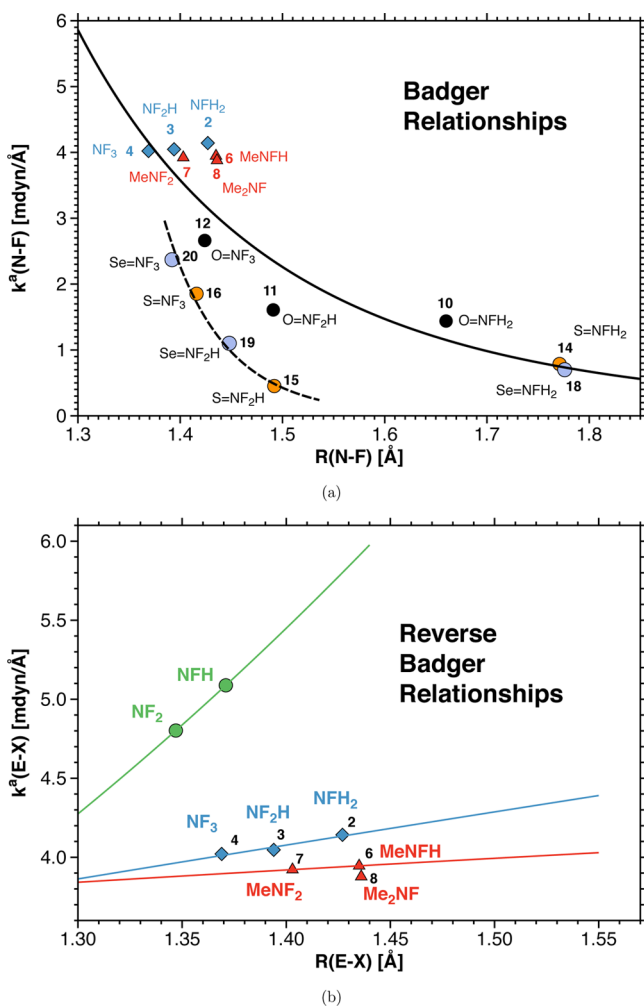 6
5
4
3
2
1
0
kᵃ(N-F) [mdyn/Å]
Badger
Relationships
NFH₂
NF₂H
2
3
NF₃ 4
MeNFH
6
7
8
MeNF₂
Me₂NF
12
O=NF₃
20
Se=NF₃
16
S=NF₃
11
O=NF₂H
10
O=NFH₂
S=NFH₂
14
19
Se=NF₂H
15
S=NF₂H
18
Se=NFH₂
1.3 1.4 1.5 1.6 1.7 1.8
R(N-F) [Å]
(a)
6.0
5.5
5.0
4.5
4.0
kᵃ(E-X) [mdyn/Å]
Reverse
Badger
Relationships
NFH
NF₂
NFH₂
NF₂H
NF₃
4
3
2
6
MeNFH
7
8
MeNF₂
Me₂NF
1.30 1.35 1.40 1.45 1.50 1.55
R(E-X) [Å]
(b)